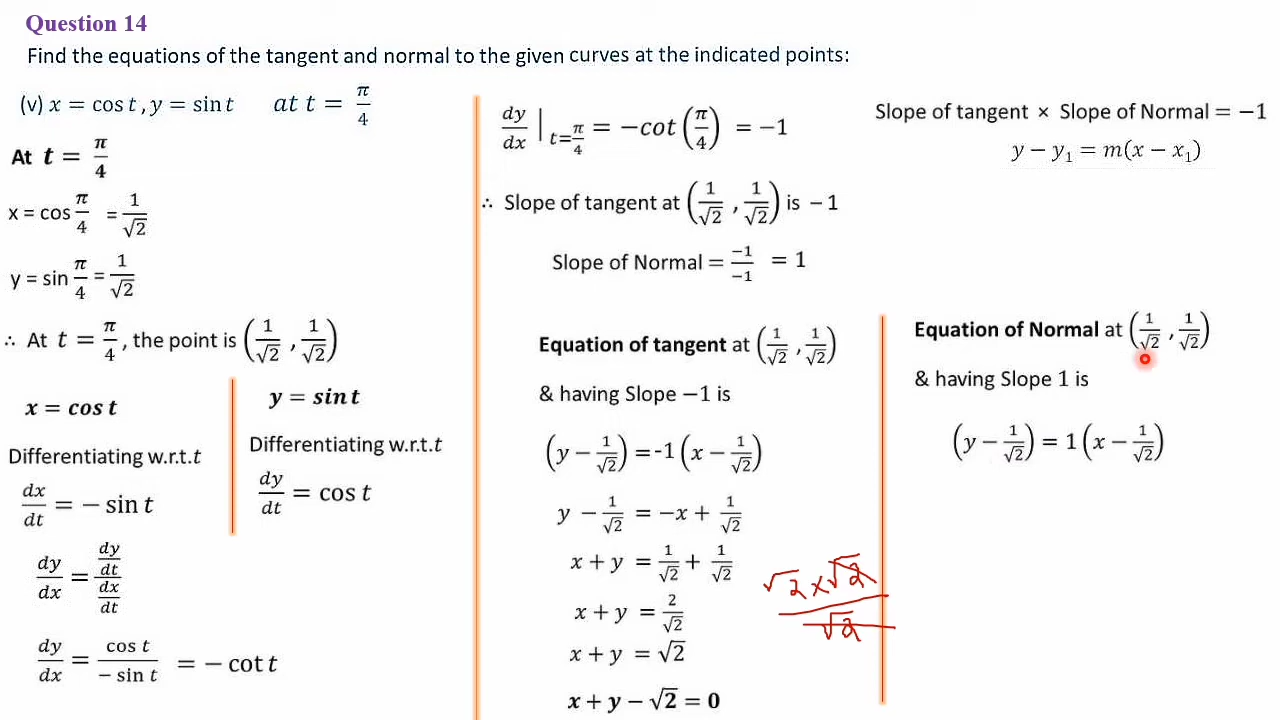 Question 14
Find the equations of the tangent and normal to the given curves at the indicated points:
(v) x = cos t , y = sin t   at t = π/4
At t = π/4
x = cos π/4 = 1/√2
y = sin π/4 = 1/√2
∴ At t = π/4, the point is (1/√2 , 1/√2)
x = cos t
Differentiating w.r.t.t
dx/dt = − sin t
y = sin t
Differentiating w.r.t.t
dy/dt = cos t
dy/dx = (dy/dt)/(dx/dt)
dy/dx = cos t/− sin t = − cot t
dy/dx |t=π/4 = −cot (π/4) = −1
∴ Slope of tangent at (1/√2 , 1/√2) is − 1
Slope of Normal = −1/−1 = 1
Equation of tangent at (1/√2 , 1/√2)
& having Slope −1 is
(y − 1/√2) = -1 (x − 1/√2)
y − 1/√2 = −x + 1/√2
x + y = 1/√2 + 1/√2
x + y = 2/√2
x + y = √2
x + y − √2 = 0
√2 x √2
√2
Slope of tangent × Slope of Normal = −1
y − y₁ = m(x − x₁)
Equation of Normal at (1/√2 , 1/√2)
& having Slope 1 is
(y − 1/√2) = 1 (x − 1/√2)